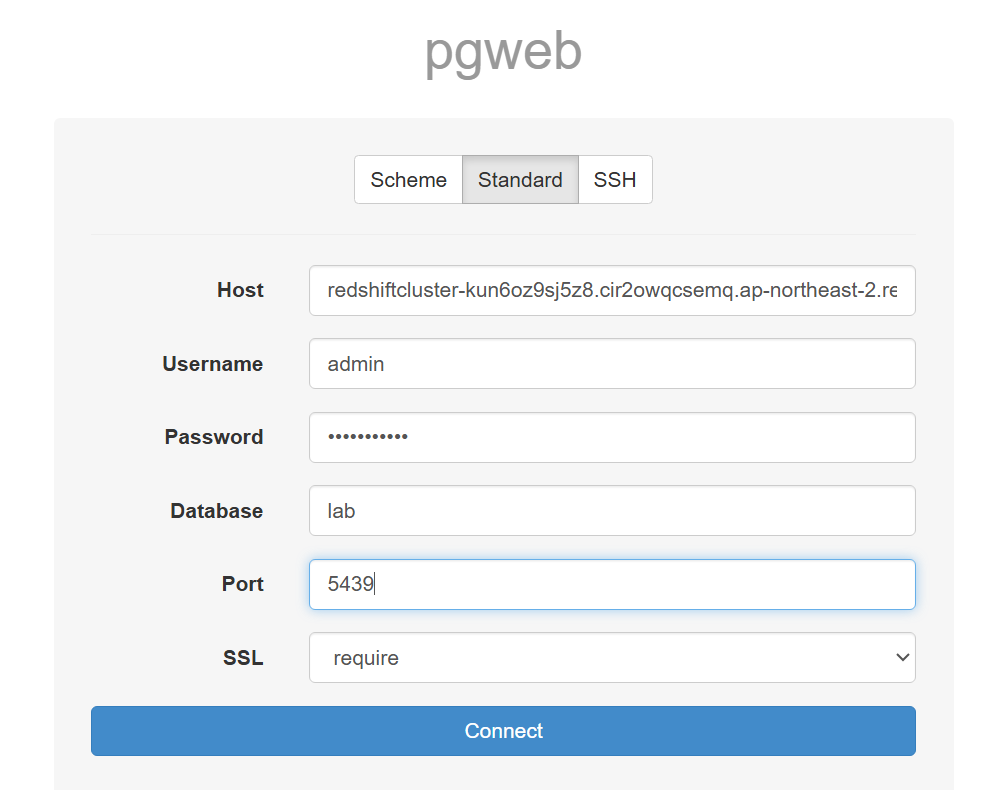 pgweb
Scheme Standard SSH
Host redshiftcluster-kun6oz9sj5z8.cir2owqcsemq.ap-northeast-2.re
Username admin
Password •••••••••••
Database lab
Port 5439
SSL require
Connect